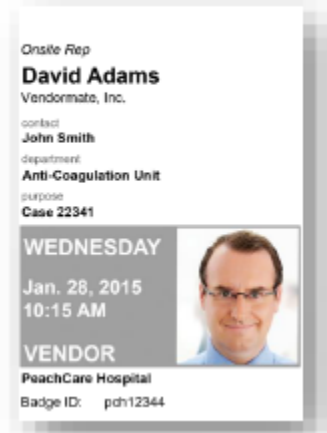 Onsite Rep
David Adams
Vendormate, Inc.
contact
John Smith
department
Anti-Coagulation Unit
purpose
Case 22341
WEDNESDAY
Jan. 28, 2015
10:15 AM
VENDOR
PeachCare Hospital
Badge ID: pch12344